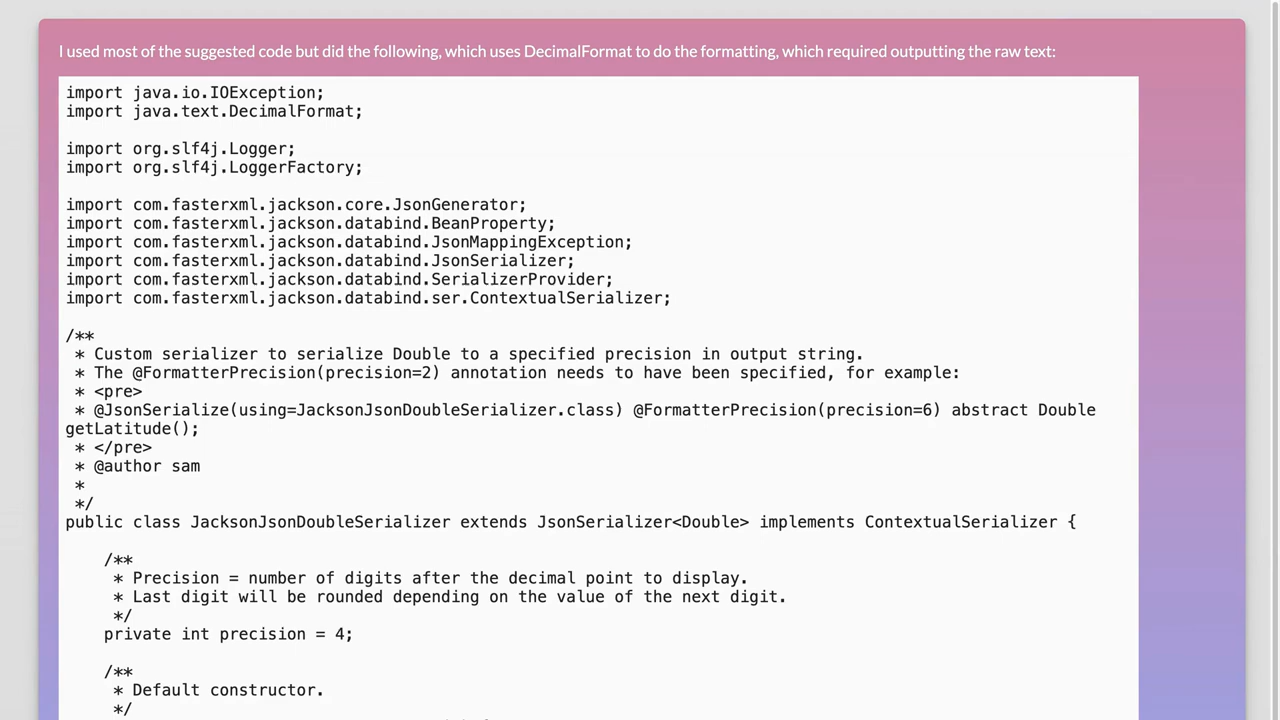 I used most of the suggested code but did the following, which uses DecimalFormat to do the formatting, which required outputting the raw text:
import java.io.IOException;
import java.text.DecimalFormat;
import org.slf4j.Logger;
import org.slf4j.LoggerFactory;
import com.fasterxml.jackson.core.JsonGenerator;
import com.fasterxml.jackson.databind.BeanProperty;
import com.fasterxml.jackson.databind.JsonMappingException;
import com.fasterxml.jackson.databind.JsonSerializer;
import com.fasterxml.jackson.databind.SerializerProvider;
import com.fasterxml.jackson.databind.ser.ContextualSerializer;
/**
* Custom serializer to serialize Double to a specified precision in output string.
* The @FormatterPrecision(precision=2) annotation needs to have been specified, for example:
* <pre>
* @JsonSerialize(using=JacksonJsonDoubleSerializer.class) @FormatterPrecision(precision=6) abstract Double
getLatitude();
* </pre>
* @author sam
*
*/
public class JacksonJsonDoubleSerializer extends JsonSerializer<Double> implements ContextualSerializer {
/**
* Precision = number of digits after the decimal point to display.
* Last digit will be rounded depending on the value of the next digit.
*/
private int precision = 4;
/**
* Default constructor.
*/